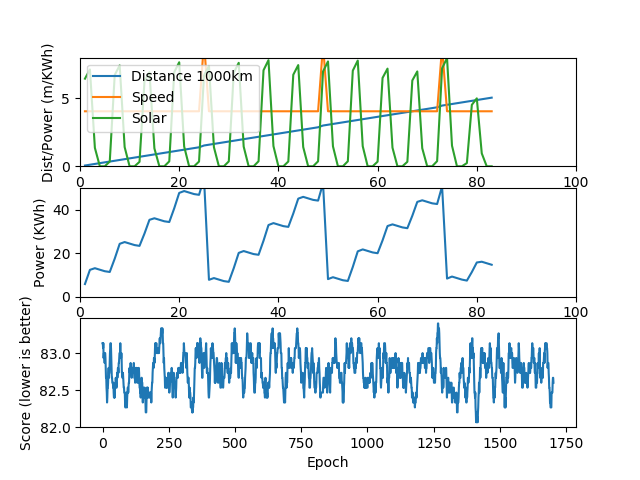 Dist/Power (m/KWh)
5
0
Distance 1000km
Speed
Solar
0 20 40 60 80 100
Power (KWh)
40
20
0
0 20 40 60 80 100
Score (lower is better)
83.0
82.5
82.0
0 250 500 750 1000 1250 1500 1750
Epoch